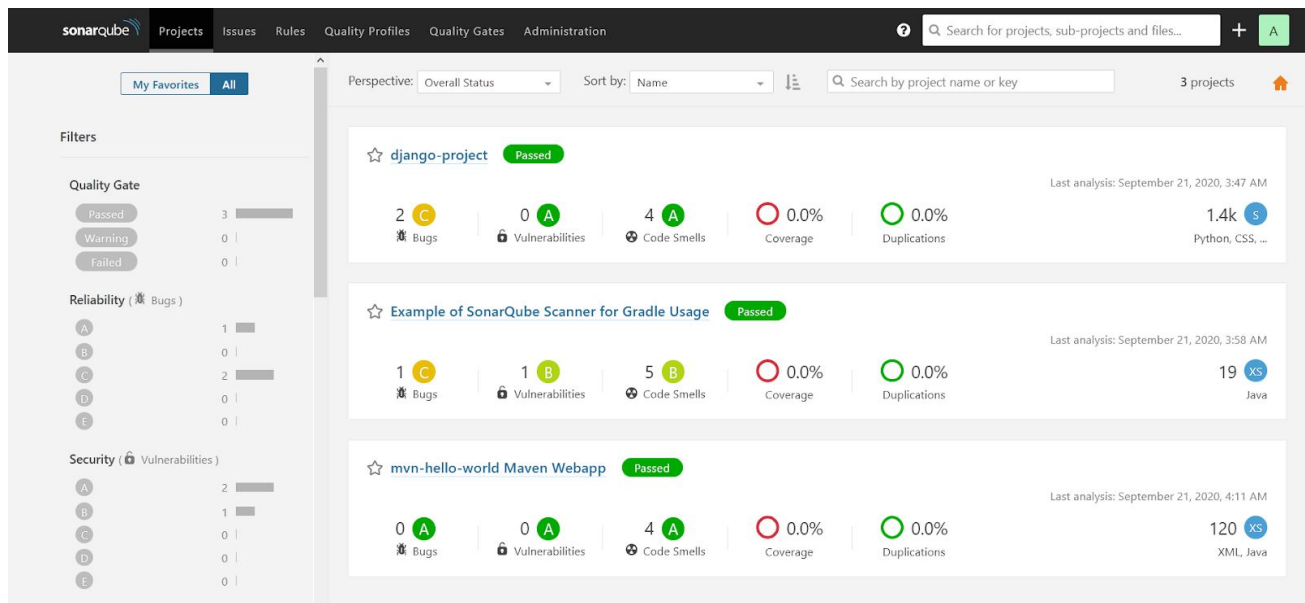 sonarqube Projects Issues Rules Quality Profiles Quality Gates Administration ? Search for projects, sub-projects and files... + A
My Favorites All
Filters
Quality Gate
Passed 3
Warning 0
Failed 0
Reliability ( Bugs )
A 1
B 0
C 2
D 0
E 0
Security ( Vulnerabilities )
A 2
B 1
C 0
D 0
E 0
Perspective: Overall Status Sort by: Name Search by project name or key 3 projects
django-project Passed
Last analysis: September 21, 2020, 3:47 AM
2 C 0 A 4 A 0.0% 0.0% 1.4k S
Bugs Vulnerabilities Code Smells Coverage Duplications Python, CSS, ...
Example of SonarQube Scanner for Gradle Usage Passed
Last analysis: September 21, 2020, 3:58 AM
1 C 1 B 5 B 0.0% 0.0% 19 XS
Bugs Vulnerabilities Code Smells Coverage Duplications Java
mvn-hello-world Maven Webapp Passed
Last analysis: September 21, 2020, 4:11 AM
0 A 0 A 4 A 0.0% 0.0% 120 XS
Bugs Vulnerabilities Code Smells Coverage Duplications XML, Java